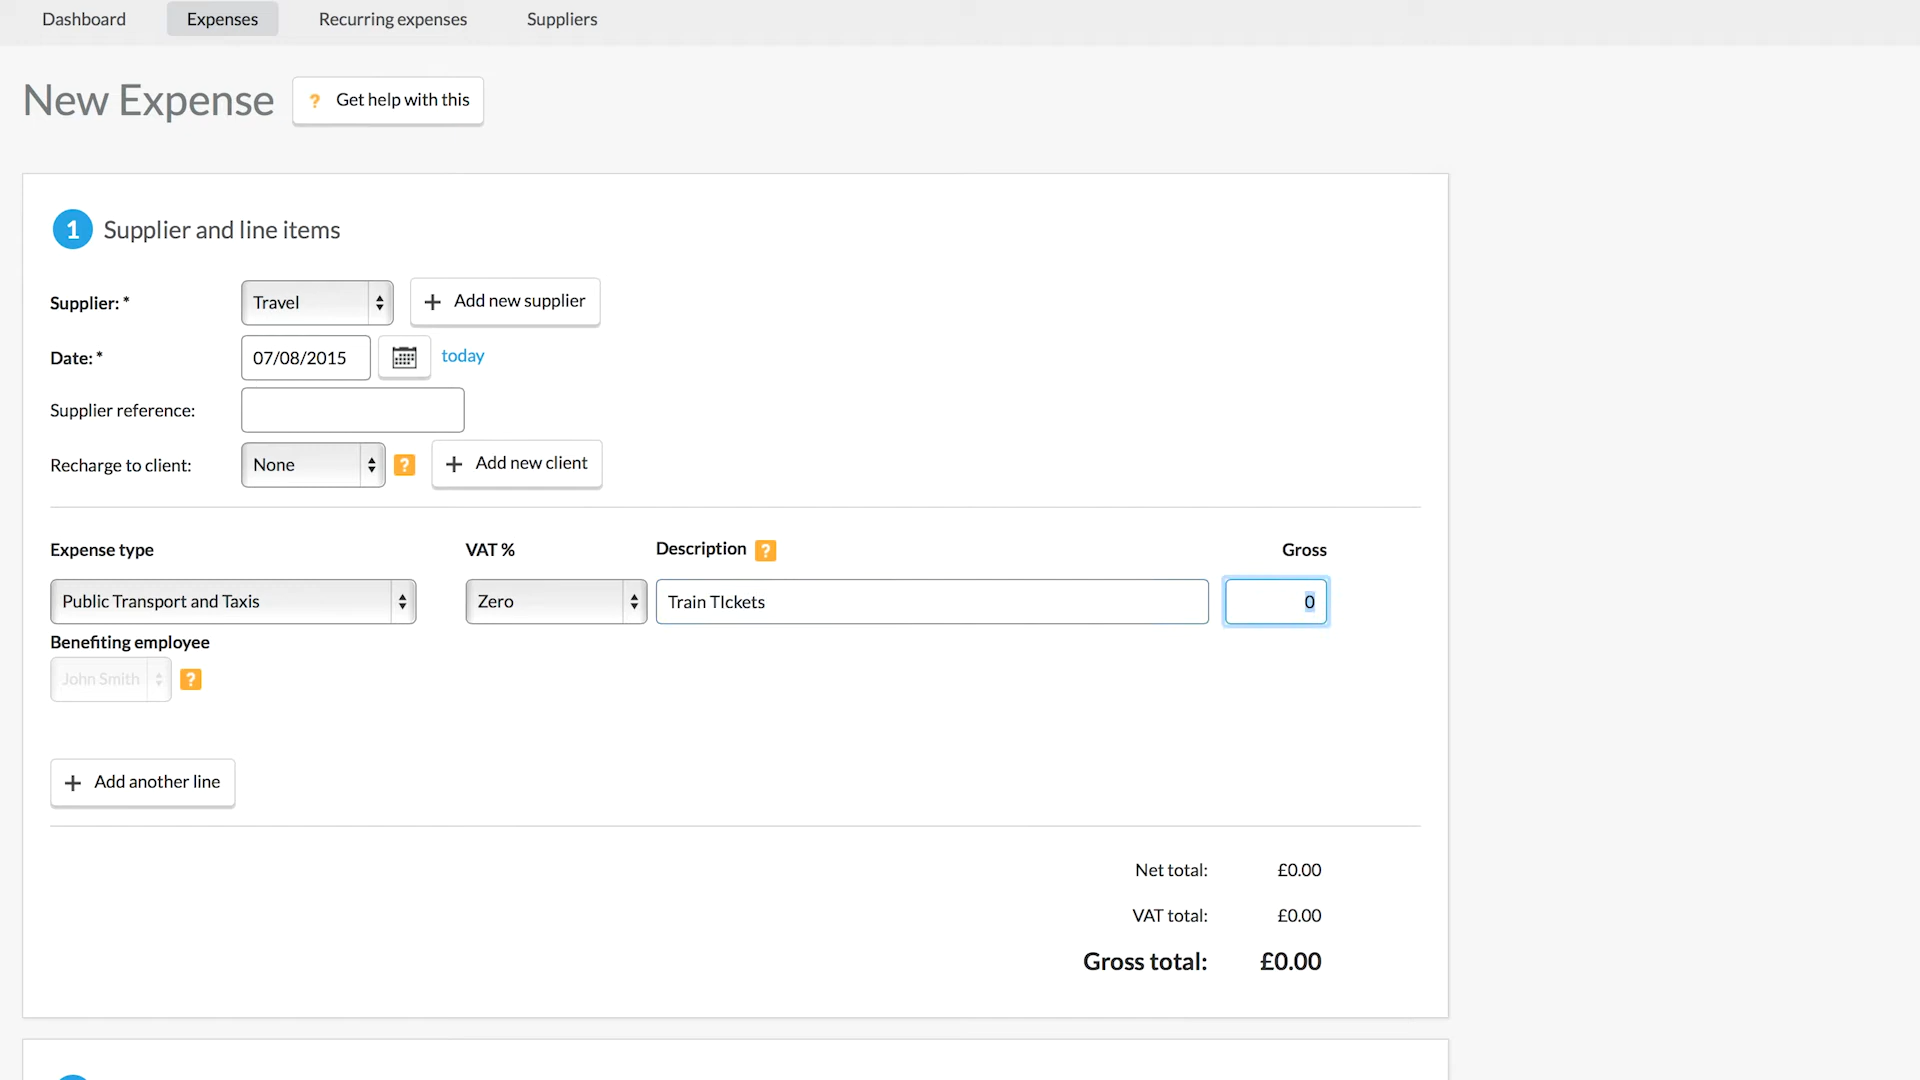 Dashboard Expenses Recurring expenses Suppliers
New Expense ? Get help with this
1 Supplier and line items
Supplier: * Travel + Add new supplier
Date: * 07/08/2015 today
Supplier reference:
Recharge to client: None ? + Add new client
Expense type VAT % Description ? Gross
Public Transport and Taxis Zero Train TIckets 0
Benefiting employee
John Smith ?
+ Add another line
Net total: £0.00
VAT total: £0.00
Gross total: £0.00